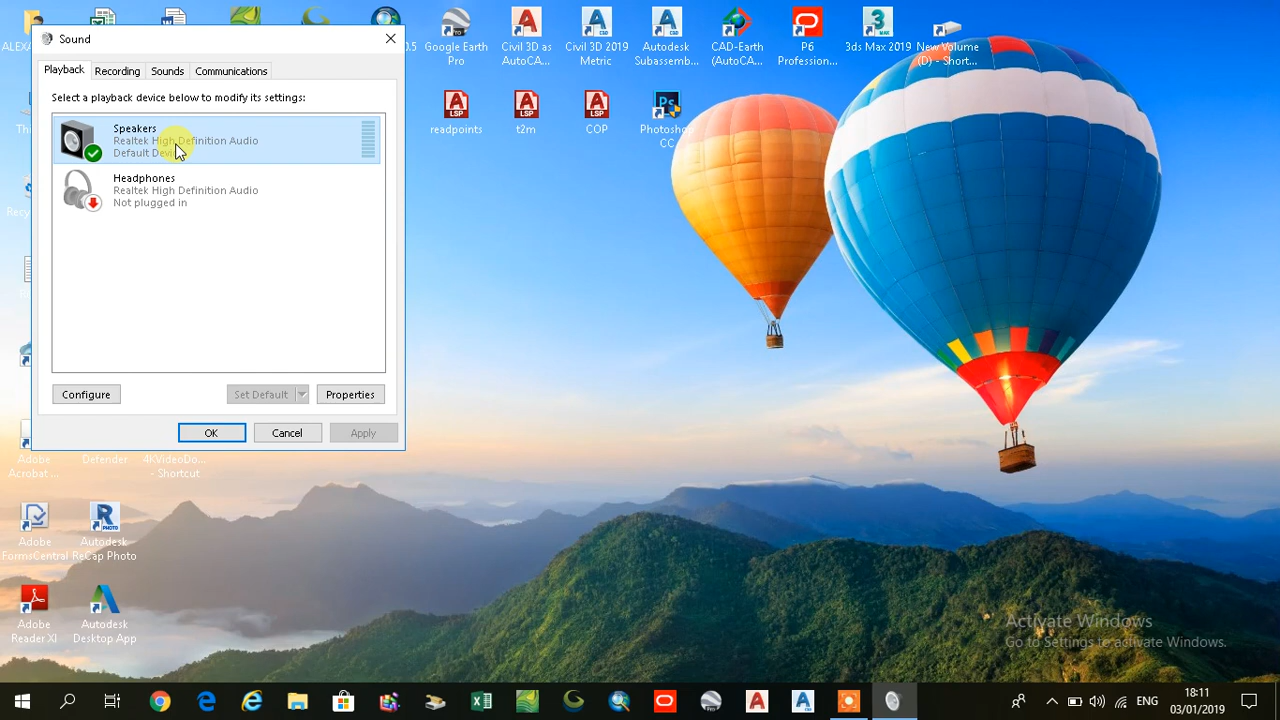 Sound
Playback
Recording
Sounds
Communications
Select a playback device below to modify its settings:
Speakers
Realtek High Definition Audio
Default
Headphones
Realtek High Definition Audio
Not plugged in
Configure
Set Default
Properties
OK
Cancel
Apply
0.5
Google Earth
Pro
Civil 3D as
AutoCA...
Civil 3D 2019
Metric
Autodesk
Subassemb...
CAD-Earth
(AutoCA...
P6
Profession...
3ds Max 2019
New Volume
(D) - Short...
readpoints
t2m
COP
Photoshop
CC
Adobe
Acrobat ...
Defender
4KVideoDo...
- Shortcut
Adobe
FormsCentral
Autodesk
ReCap Photo
Adobe
Reader XI
Autodesk
Desktop App
Activate Windows
Go to Settings to activate Windows.
ENG
18:11
03/01/2019